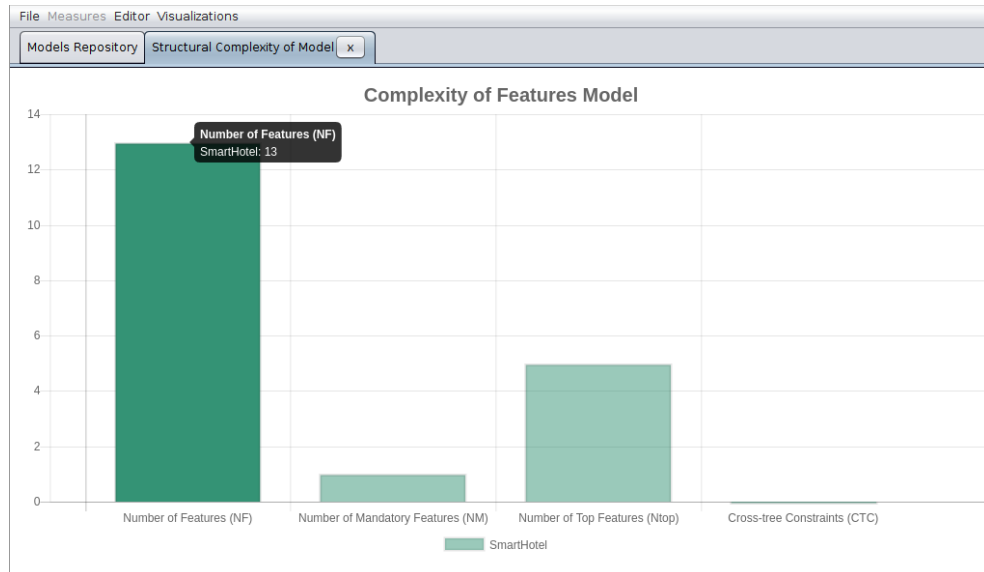 File Measures Editor Visualizations
Models Repository Structural Complexity of Model x
Complexity of Features Model
14
Number of Features (NF)
SmartHotel: 13
12
10
8
6
4
2
0
Number of Features (NF) Number of Mandatory Features (NM) Number of Top Features (Ntop) Cross-tree Constraints (CTC)
SmartHotel